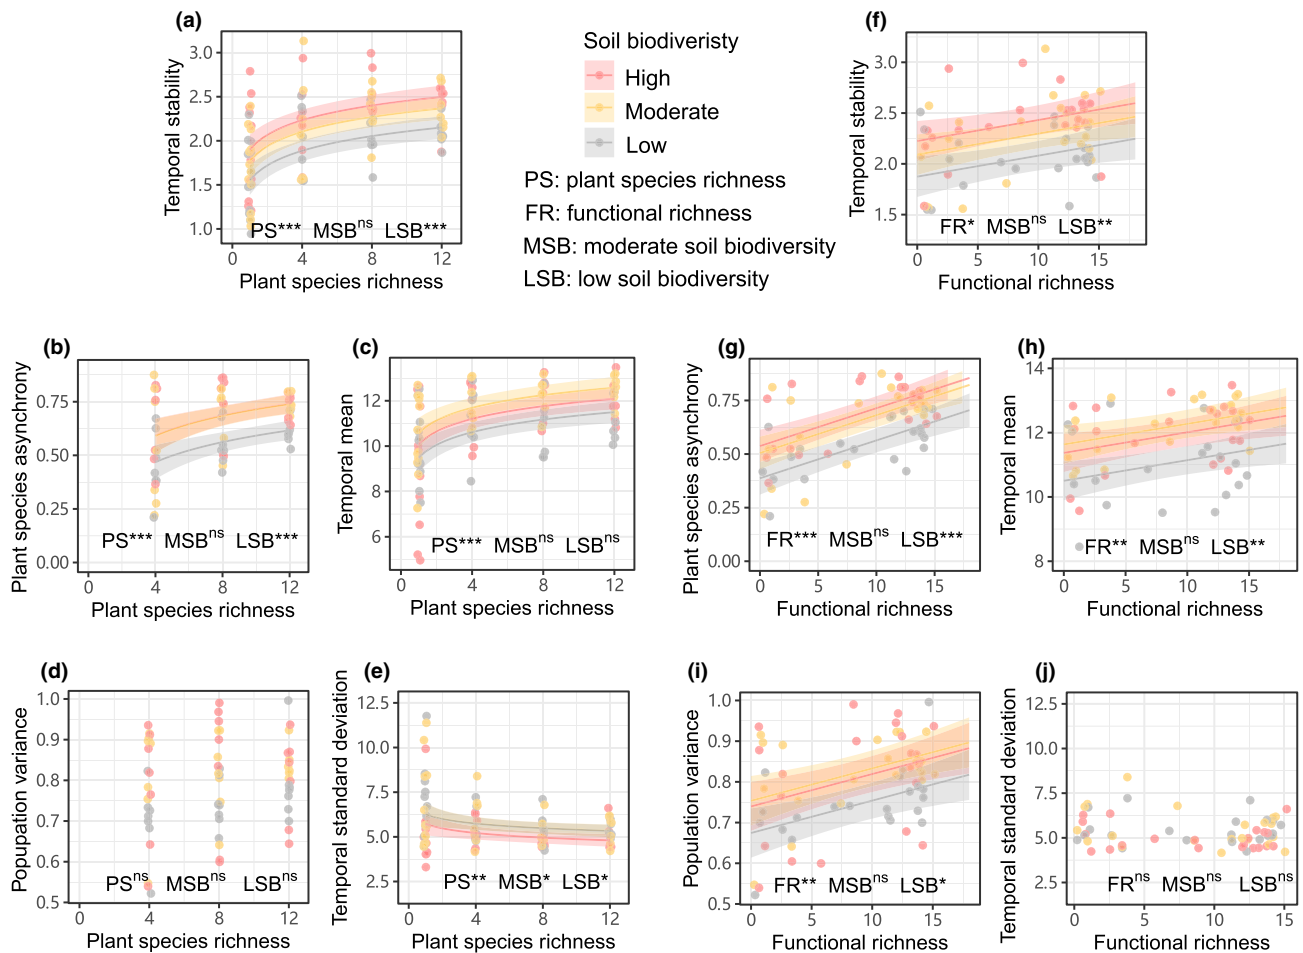 (a)
Temporal stability
3.0
2.5
2.0
1.5
1.0
PS*** MSBns LSB***
0 4 8 12
Plant species richness
Soil biodiveristy
High
Moderate
Low
PS: plant species richness
FR: functional richness
MSB: moderate soil biodiversity
LSB: low soil biodiversity
(f)
Temporal stability
3.0
2.5
2.0
1.5
FR* MSBns LSB**
0 5 10 15
Functional richness
(b)
Plant species asynchrony
0.75
0.50
0.25
0.00
PS*** MSBns LSB***
0 4 8 12
Plant species richness
(c)
Temporal mean
12
10
8
6
PS*** MSBns LSBns
0 4 8 12
Plant species richness
(g)
Plant species asynchrony
0.75
0.50
0.25
0.00
FR*** MSBns LSB***
0 5 10 15
Functional richness
(h)
Temporal mean
14
12
10
8
FR** MSBns LSB**
0 5 10 15
Functional richness
(d)
Popupation variance
1.0
0.9
0.8
0.7
0.6
0.5
PSns MSBns LSBns
0 4 8 12
Plant species richness
(e)
Temporal standard deviation
12.5
10.0
7.5
5.0
2.5
PS** MSB* LSB*
0 4 8 12
Plant species richness
(i)
Population variance
1.0
0.9
0.8
0.7
0.6
0.5
FR** MSBns LSB*
0 5 10 15
Functional richness
(j)
Temporal standard deviation
12.5
10.0
7.5
5.0
2.5
FRns MSBns LSBns
0 5 10 15
Functional richness